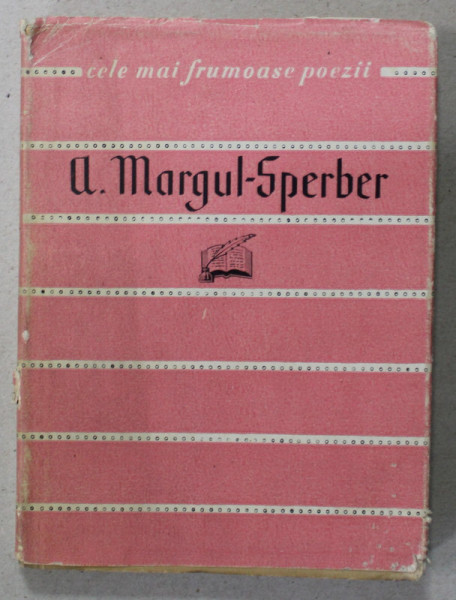 cele mai frumoase poezii
A. Margul-Sperber